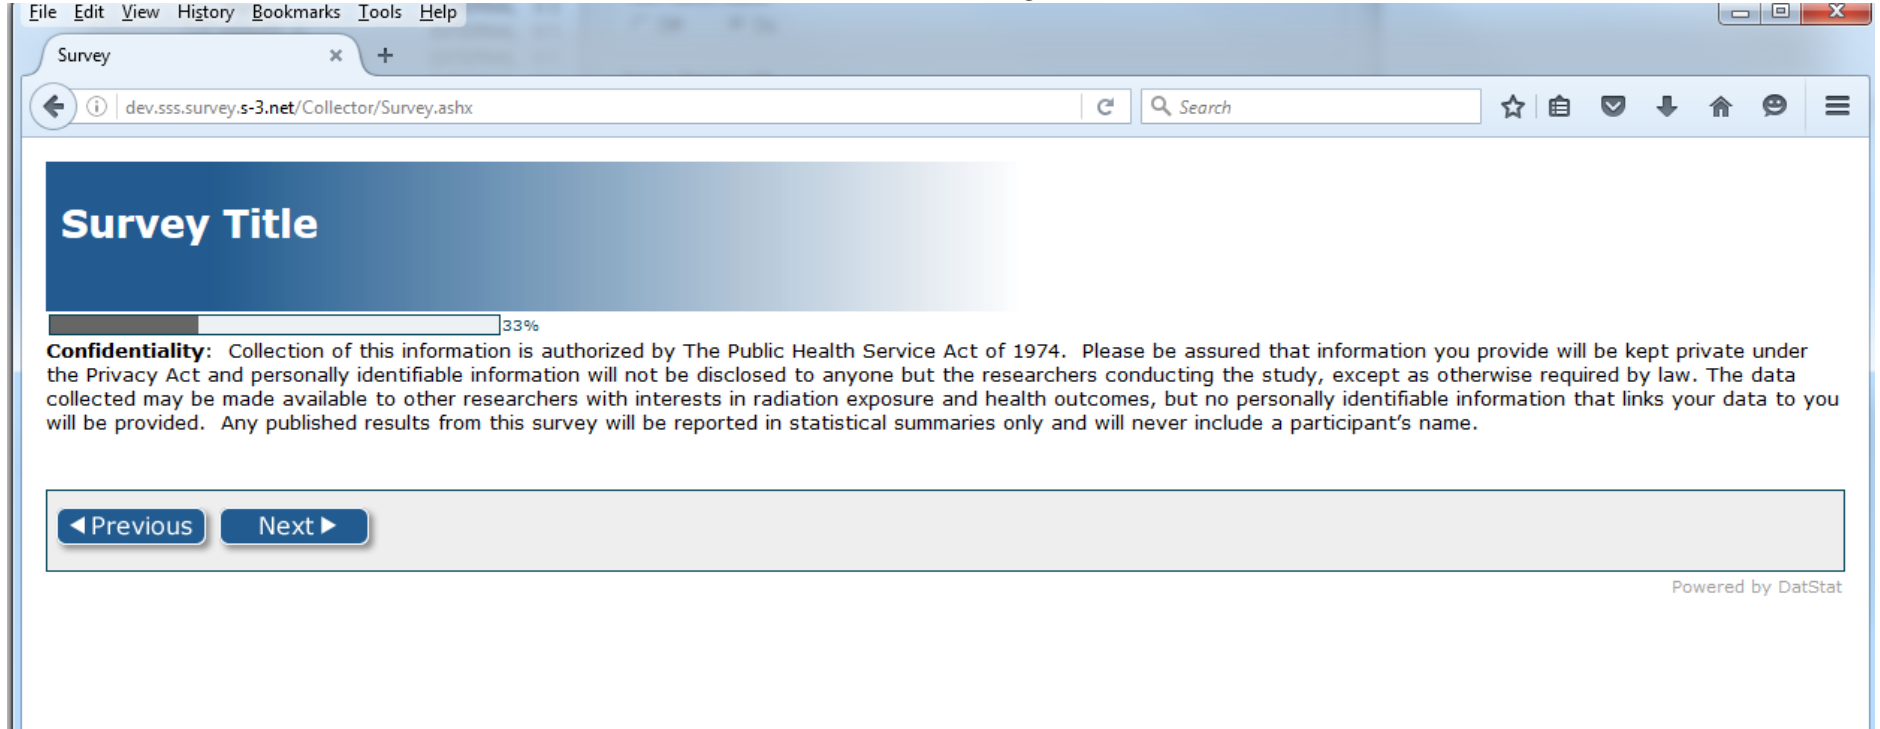 File Edit View History Bookmarks Tools Help
Survey
dev.sss.survey.s-3.net/Collector/Survey.ashx
Search
Survey Title
33%
Confidentiality:  Collection of this information is authorized by The Public Health Service Act of 1974.  Please be assured that information you provide will be kept private under
the Privacy Act and personally identifiable information will not be disclosed to anyone but the researchers conducting the study, except as otherwise required by law. The data
collected may be made available to other researchers with interests in radiation exposure and health outcomes, but no personally identifiable information that links your data to you
will be provided.  Any published results from this survey will be reported in statistical summaries only and will never include a participant’s name.
Previous Next
Powered by DatStat